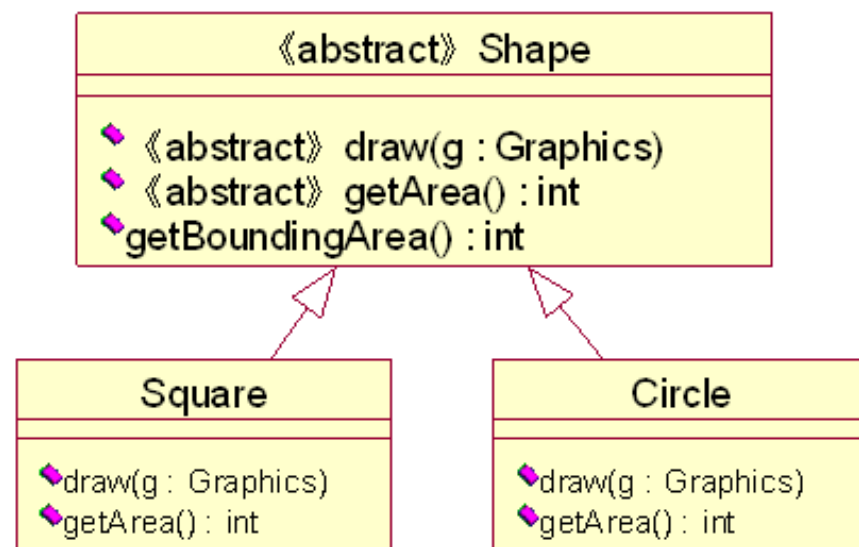 《abstract》 Shape
《abstract》 draw(g : Graphics)
《abstract》 getArea() : int
getBoundingArea() : int
Square
draw(g : Graphics)
getArea() : int
Circle
draw(g : Graphics)
getArea() : int